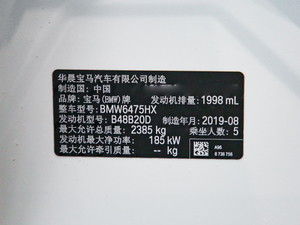 华晨宝马汽车有限公司制造
制造国: 中国
品牌: 宝马(BMW)牌 发动机排量: 1998 mL
整车型号: BMW6475HX
发动机型号: B48B20D 制造年月: 2019-08
最大允许总质量: 2385 kg 乘坐人数: 5
发动机最大净功率: 185 kW
最大允许牵引质量: -- kg
A96